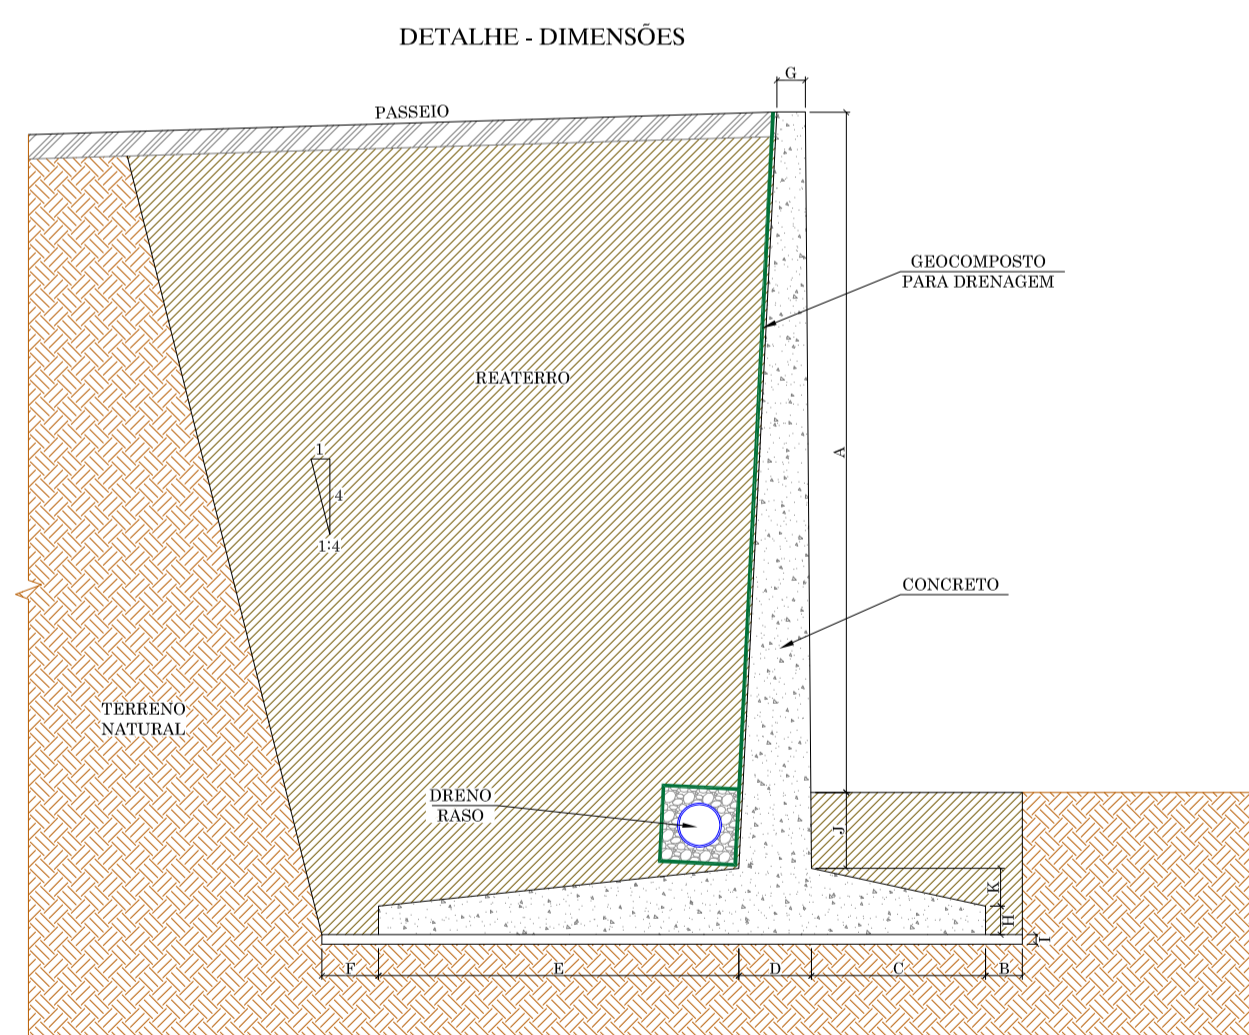 DETALHE - DIMENSÕES
G
PASSEIO
GEOCOMPOSTO
PARA DRENAGEM
REATERRO
1
4
1:4
A
CONCRETO
TERRENO
NATURAL
DRENO
RASO
J
K
H
I
F
E
D
C
B